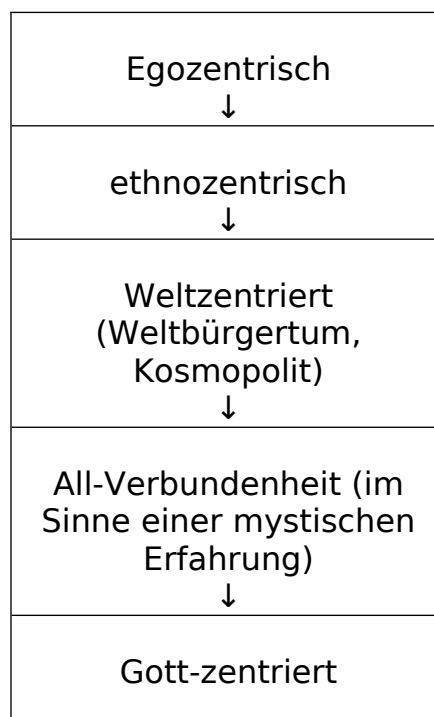 Egozentrisch
↓
ethnozentrisch
↓
Weltzentriert
(Weltbürgertum,
Kosmopolit)
↓
All-Verbundenheit (im
Sinne einer mystischen
Erfahrung)
↓
Gott-zentriert